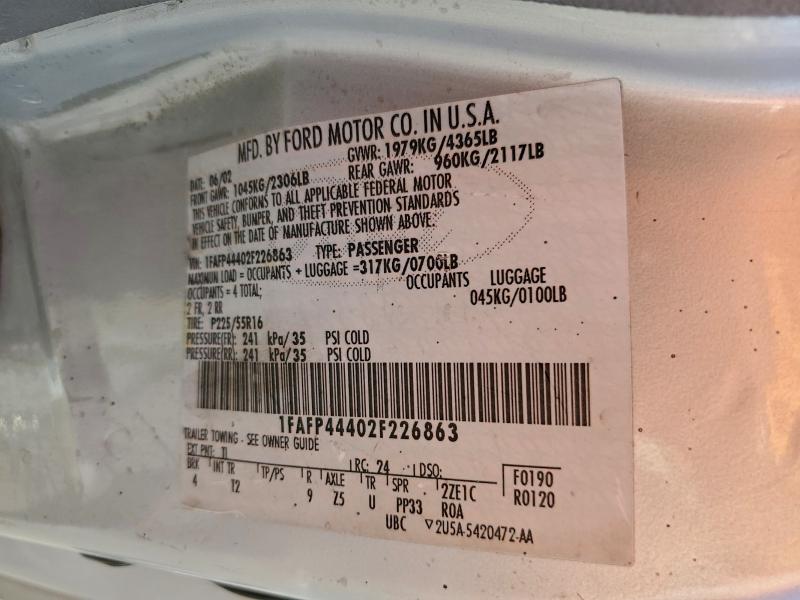 MFD. BY FORD MOTOR CO. IN U.S.A.
DATE: 06/02 GVWR: 1979KG/4365LB
FRONT GAWR: 1045KG/2306LB REAR GAWR: 960KG/2117LB
THIS VEHICLE CONFORMS TO ALL APPLICABLE FEDERAL MOTOR
VEHICLE SAFETY, BUMPER, AND THEFT PREVENTION STANDARDS
IN EFFECT ON THE DATE OF MANUFACTURE SHOWN ABOVE.
VIN: 1FAFP44402F226863 TYPE: PASSENGER
MAXIMUM LOAD = OCCUPANTS + LUGGAGE =317KG/0700LB
OCCUPANTS = 4 TOTAL; OCCUPANTS LUGGAGE
2 FR, 2 RR 045KG/0100LB
TIRE: P225/55R16
PRESSURE(FR): 241 kPa/35 PSI COLD
PRESSURE(RR): 241 kPa/35 PSI COLD
1FAFP44402F226863
TRAILER TOWING - SEE OWNER GUIDE
EXT PNT: TI RC: 24 DSO: F0190
BRK INT TR TP/PS R AXLE TR SPR 2ZE1C R0120
4 T2 9 Z5 U PP33 ROA
UBC ▽2U5A-5420472-AA